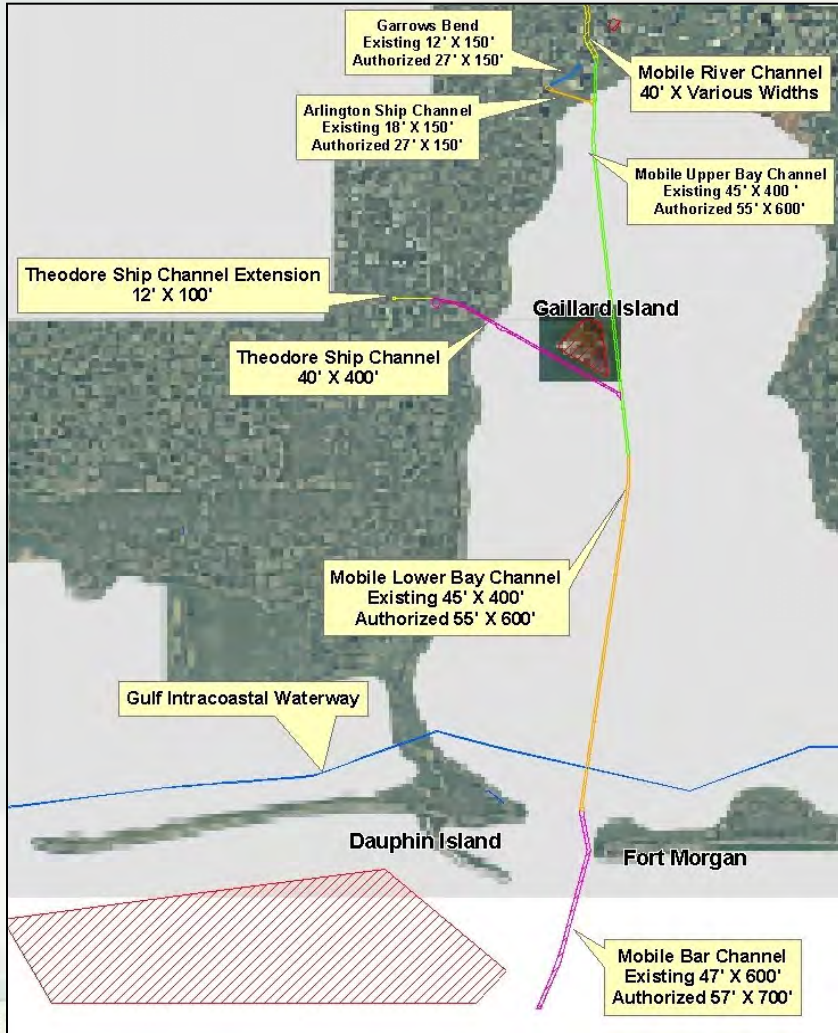 Garrows Bend
Existing 12' X 150'
Authorized 27' X 150'
Mobile River Channel
40' X Various Widths
Arlington Ship Channel
Existing 18' X 150'
Authorized 27' X 150'
Mobile Upper Bay Channel
Existing 45' X 400 '
Authorized 55' X 600'
Theodore Ship Channel Extension
12' X 100'
Gaillard Island
Theodore Ship Channel
40' X 400'
Mobile Lower Bay Channel
Existing 45' X 400'
Authorized 55' X 600'
Gulf Intracoastal Waterway
Dauphin Island
Fort Morgan
Mobile Bar Channel
Existing 47' X 600'
Authorized 57' X 700'